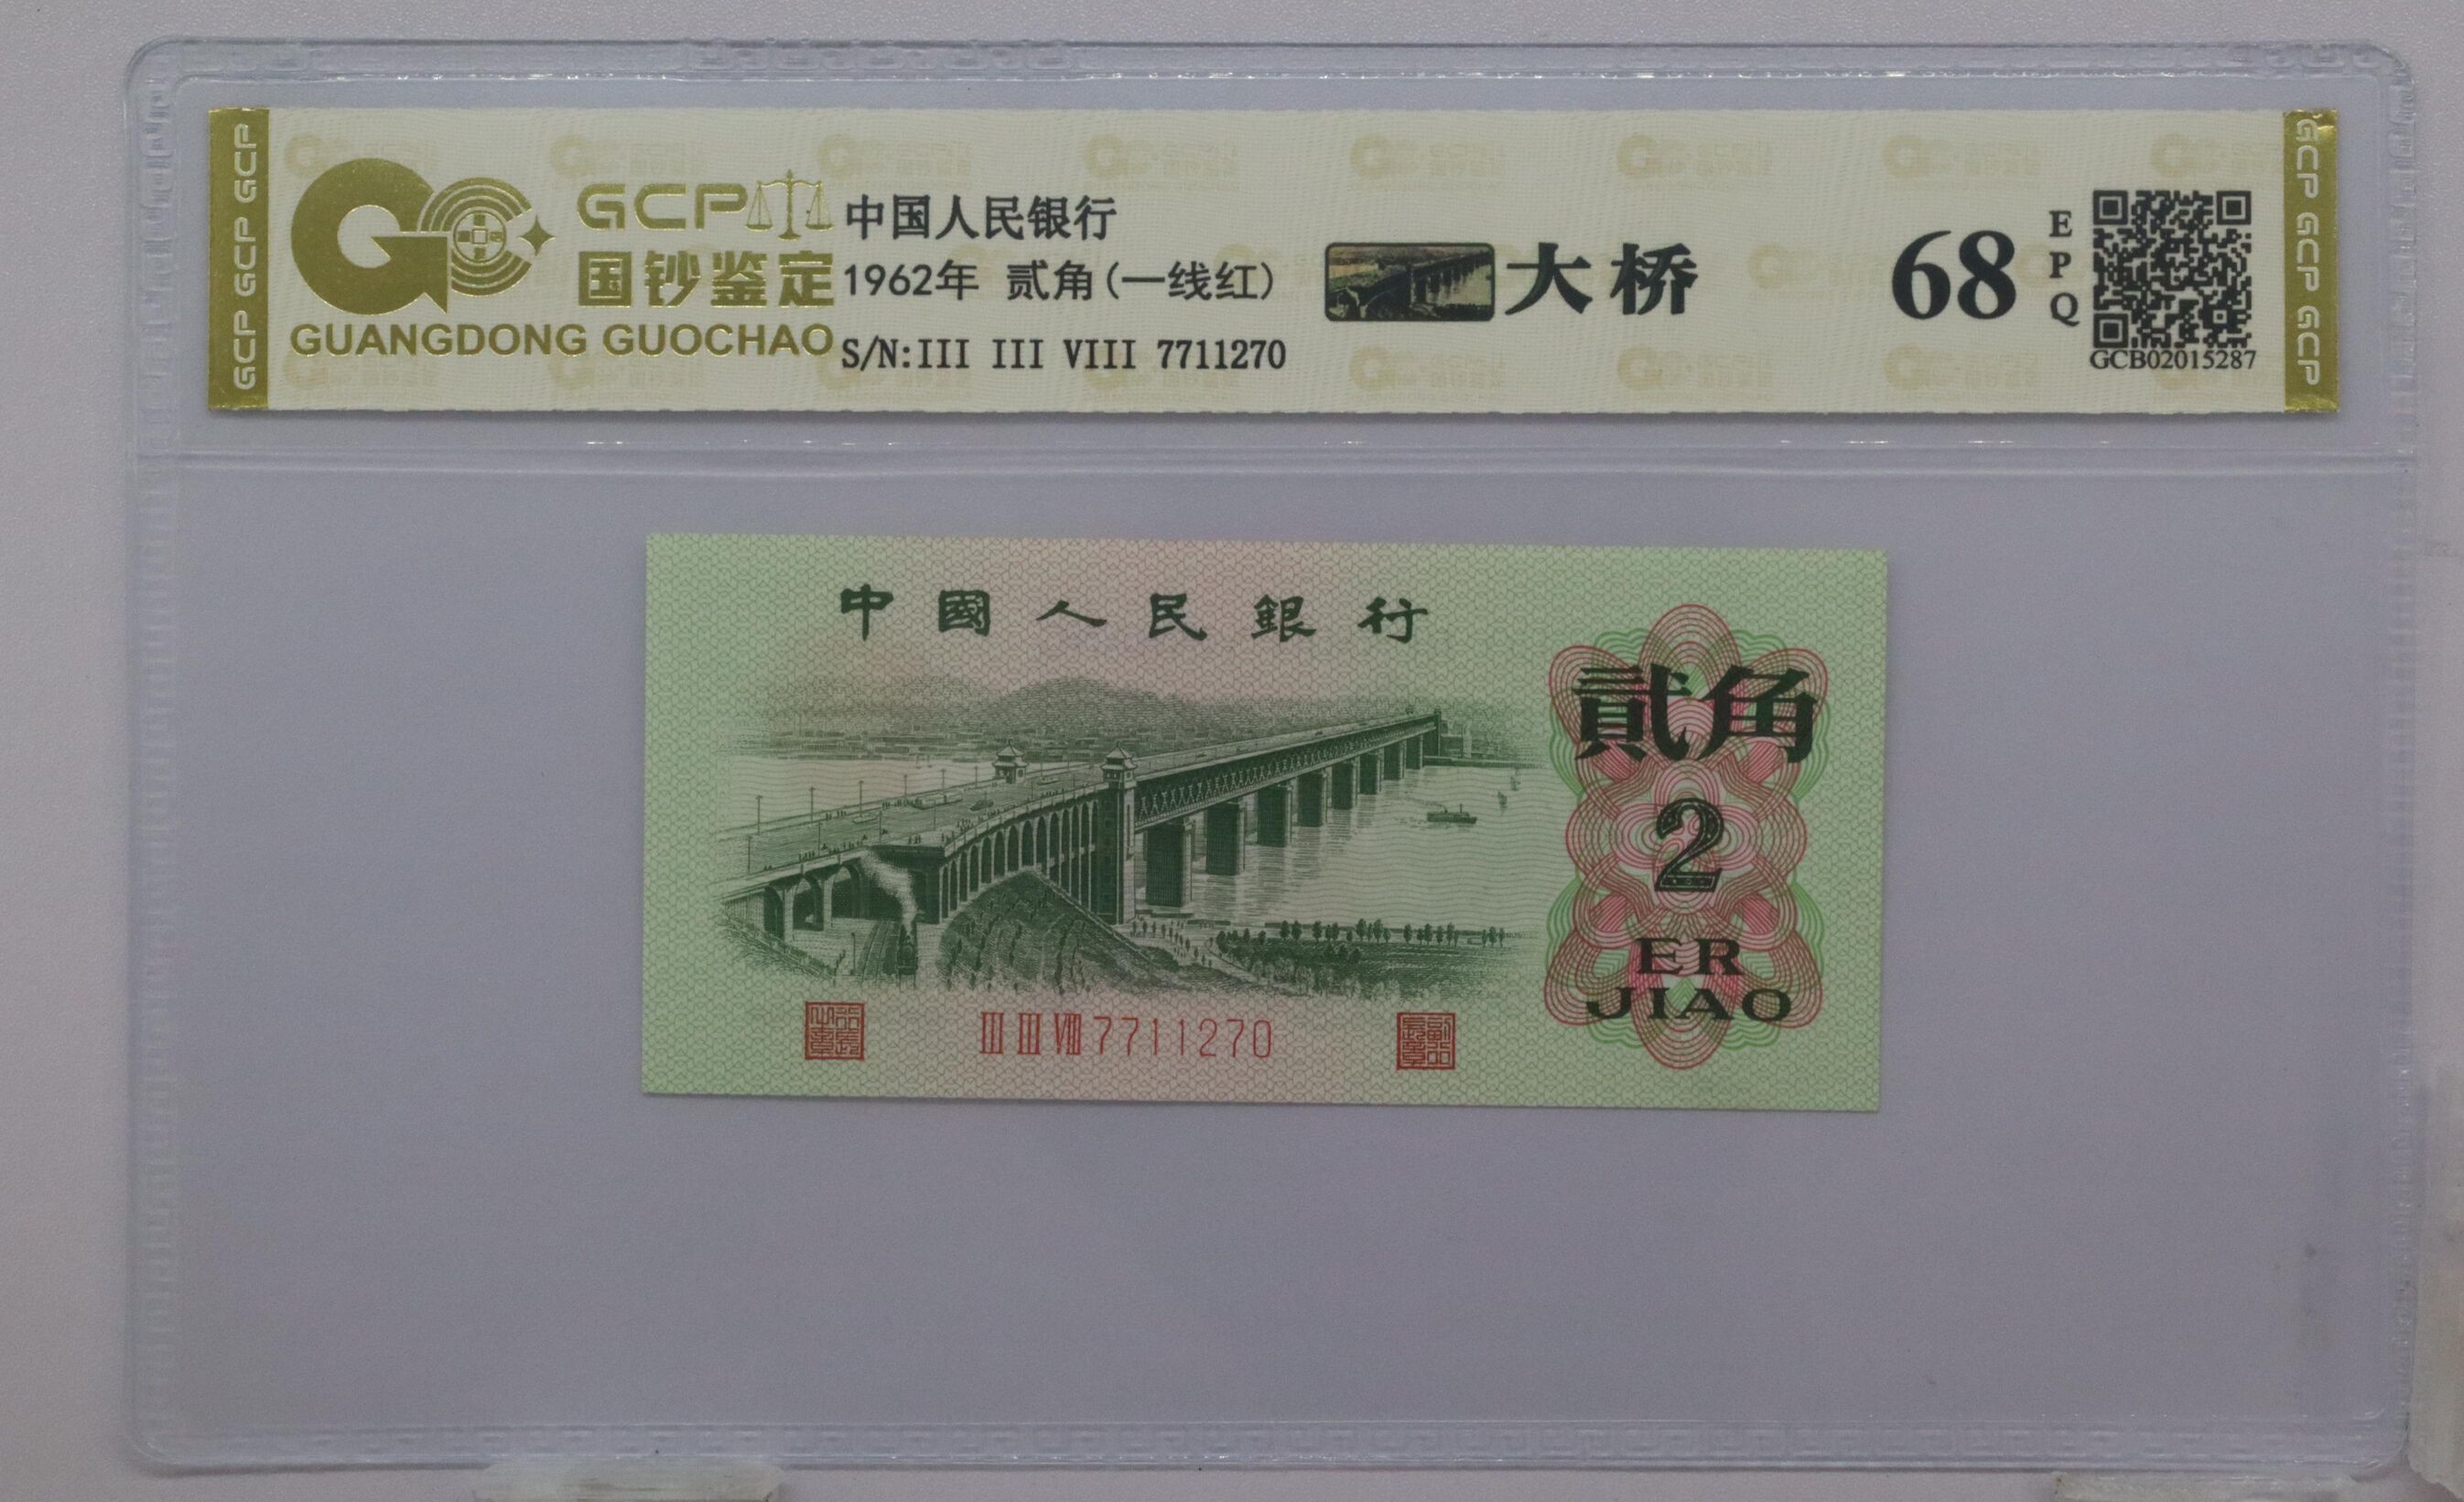 GCP GCP GCP
GCP
国钞鉴定
GUANGDONG GUOCHAO
中国人民银行
1962年 贰角(一线红)
S/N:III III VIII 7711270
大桥
68
EPQ
GCB02015287
GCP GCP GCP
中國人民銀行
貳角
2
ER
JIAO
III III VIII 7711270